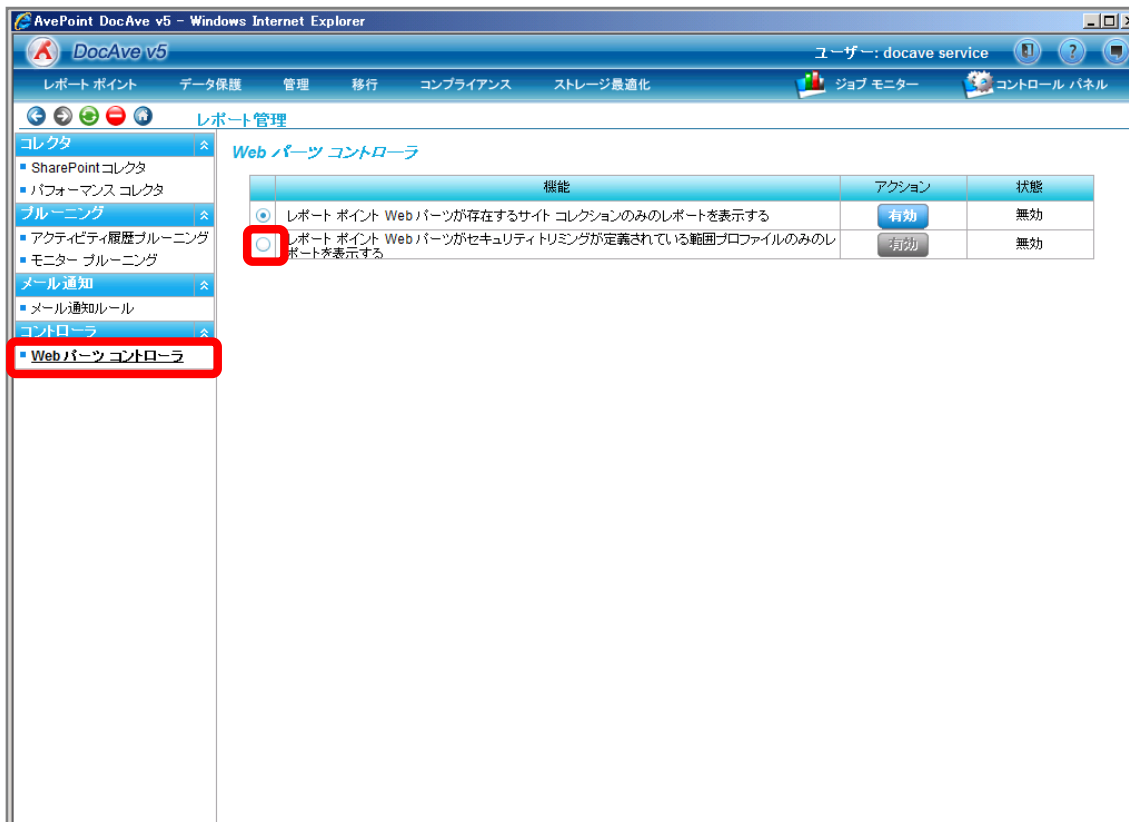 AvePoint DocAve v5 - Windows Internet Explorer
DocAve v5
ユーザー: docave service
レポート ポイント データ保護 管理 移行 コンプライアンス ストレージ最適化 ジョブ モニター コントロール パネル
レポート管理
コレクタ
SharePointコレクタ
パフォーマンス コレクタ
プルーニング
アクティビティ履歴プルーニング
モニター プルーニング
メール通知
メール通知ルール
コントローラ
Web パーツ コントローラ
Web パーツ コントローラ
機能 アクション 状態
レポート ポイント Web パーツが存在するサイト コレクションのみのレポートを表示する 有効 無効
レポート ポイント Web パーツがセキュリティトリミングが定義されている範囲プロファイルのみのレ
ポートを表示する 有効 無効